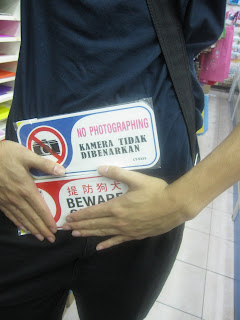 NO PHOTOGRAPHING
KAMERA TIDAK
DIBENARKAN
提防狗犬
BEWARE